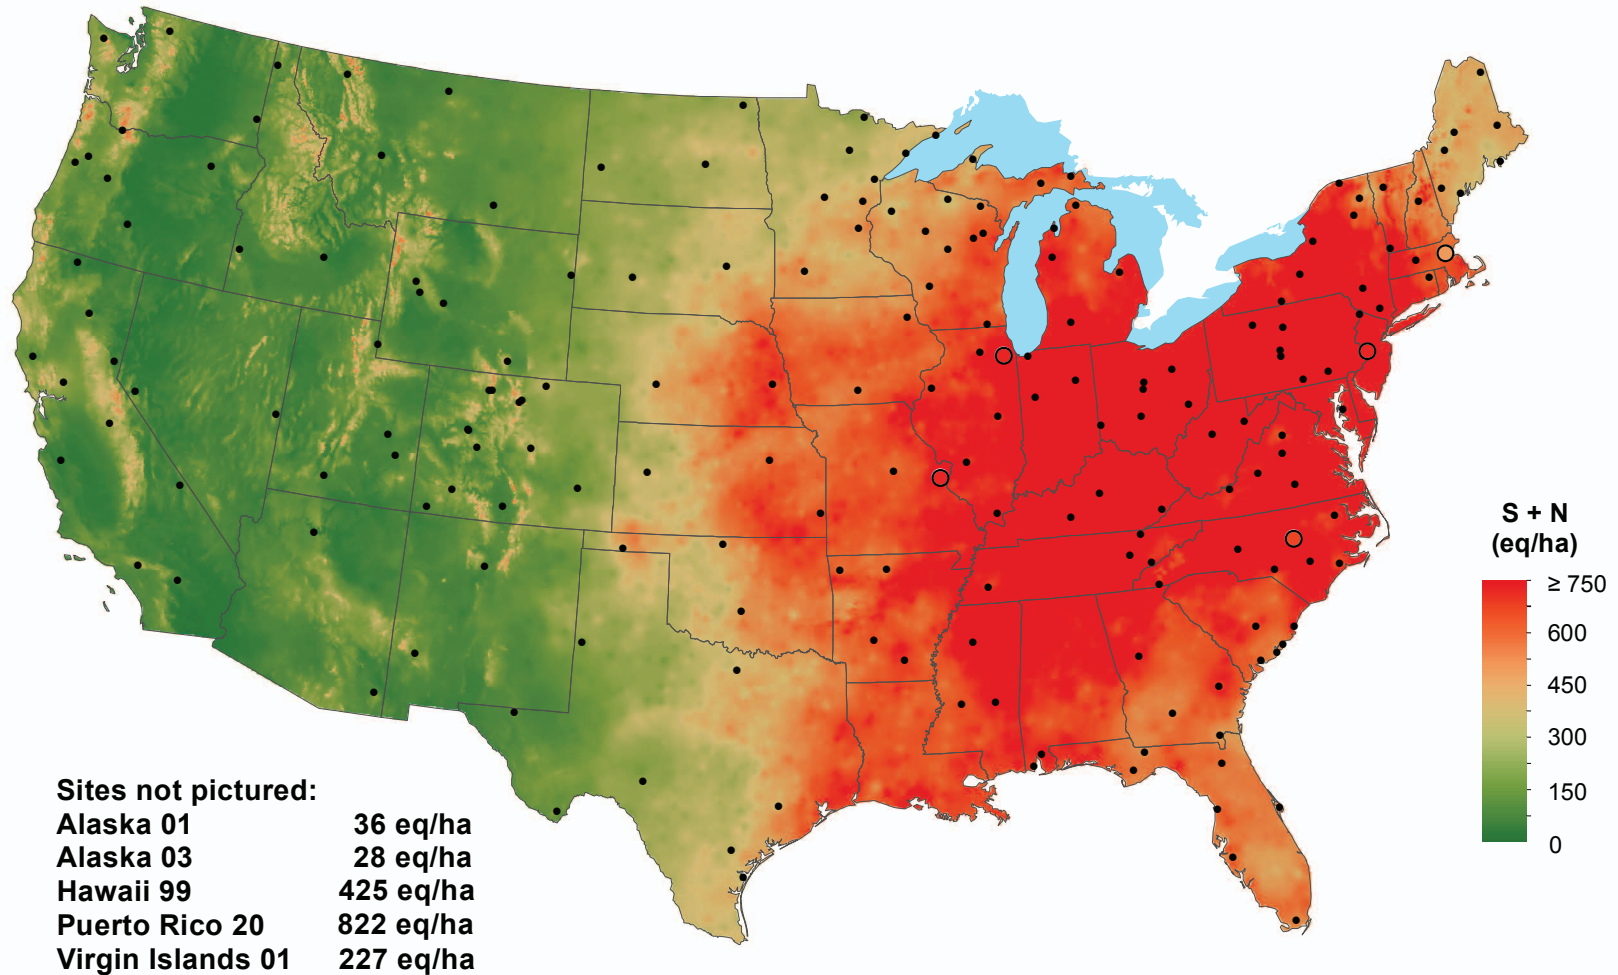 S + N
(eq/ha)
≥ 750
600
450
300
150
0
Sites not pictured:
Alaska 01 36 eq/ha
Alaska 03 28 eq/ha
Hawaii 99 425 eq/ha
Puerto Rico 20 822 eq/ha
Virgin Islands 01 227 eq/ha